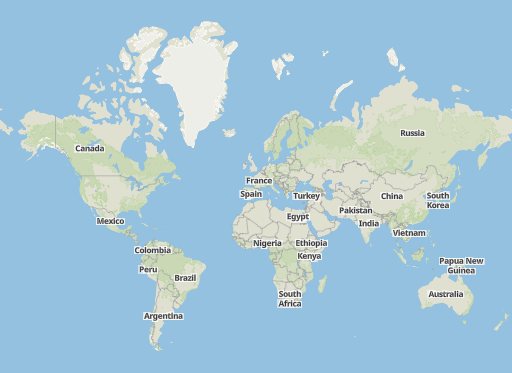 Russia
Canada
France
Spain
Turkey
China
South
Korea
Pakistan
Egypt
India
Mexico
Vietnam
Nigeria
Ethiopia
Colombia
Kenya
Papua New
Guinea
Peru
Brazil
South
Africa
Australia
Argentina